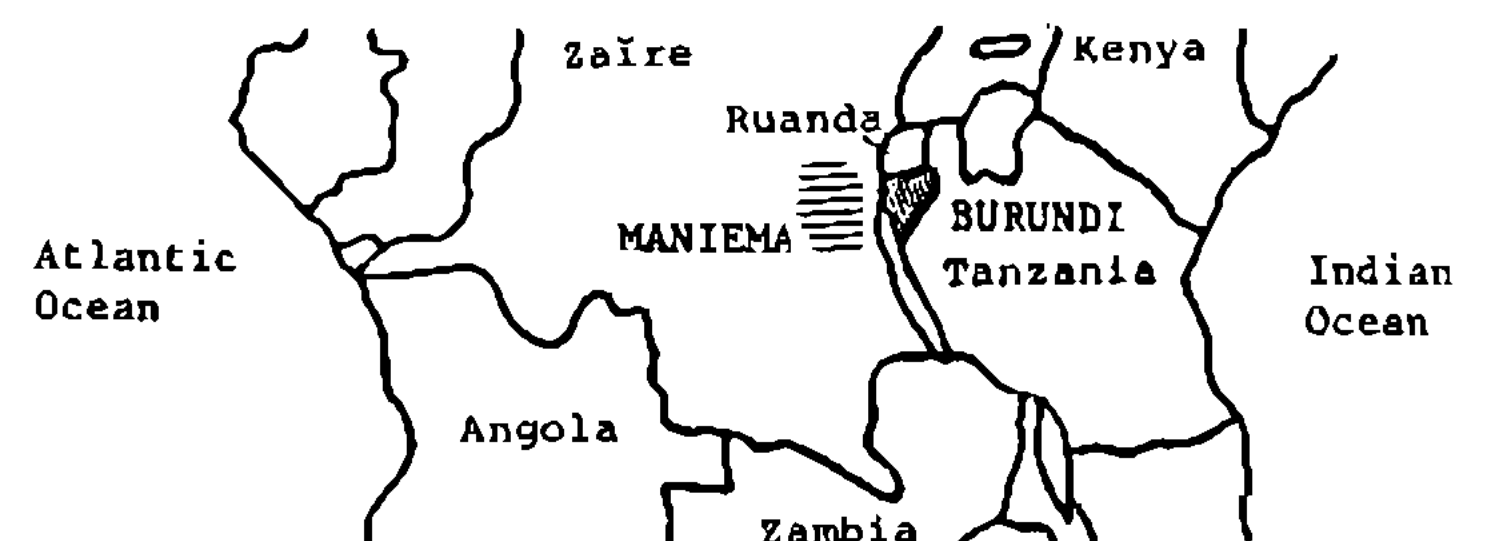 Zaïre
Kenya
Ruanda
MANIEMA
BURUNDI
Tanzania
Atlantic
Ocean
Indian
Ocean
Angola
Zambia